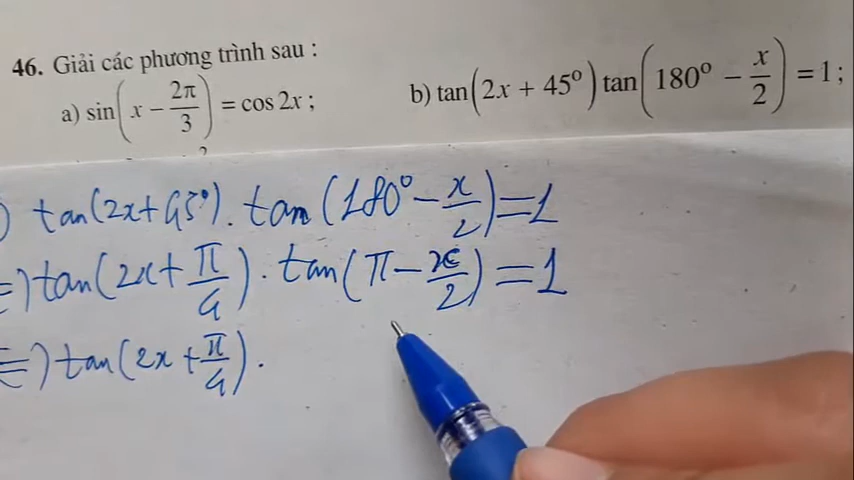 46. Giải các phương trình sau :
a) sin(x − 2π/3) = cos 2x ; b) tan(2x + 45°) tan(180° − x/2) = 1 ;
) tan(2x + 45°) . tan(180° − x/2) = 1
=) tan(2x + π/4) . tan(π − x/2) = 1
=) tan(2x + π/4) .